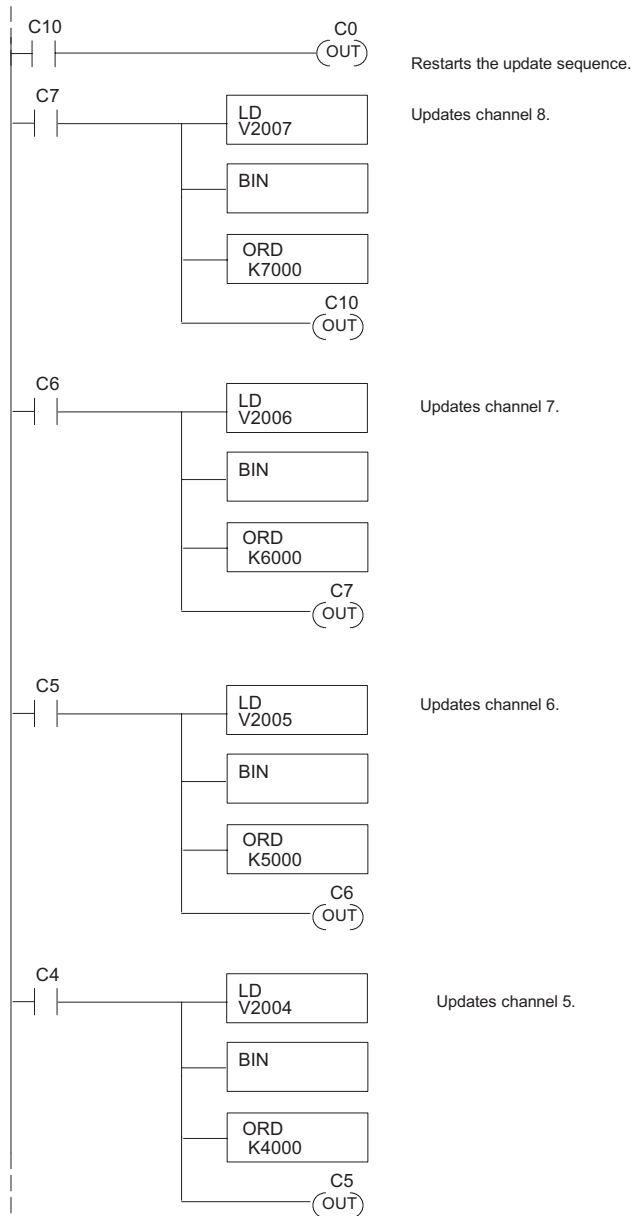 C10
C0
OUT
Restarts the update sequence.
C7
LD
V2007
Updates channel 8.
BIN
ORD
K7000
C10
OUT
C6
LD
V2006
Updates channel 7.
BIN
ORD
K6000
C7
OUT
C5
LD
V2005
Updates channel 6.
BIN
ORD
K5000
C6
OUT
C4
LD
V2004
Updates channel 5.
BIN
ORD
K4000
C5
OUT